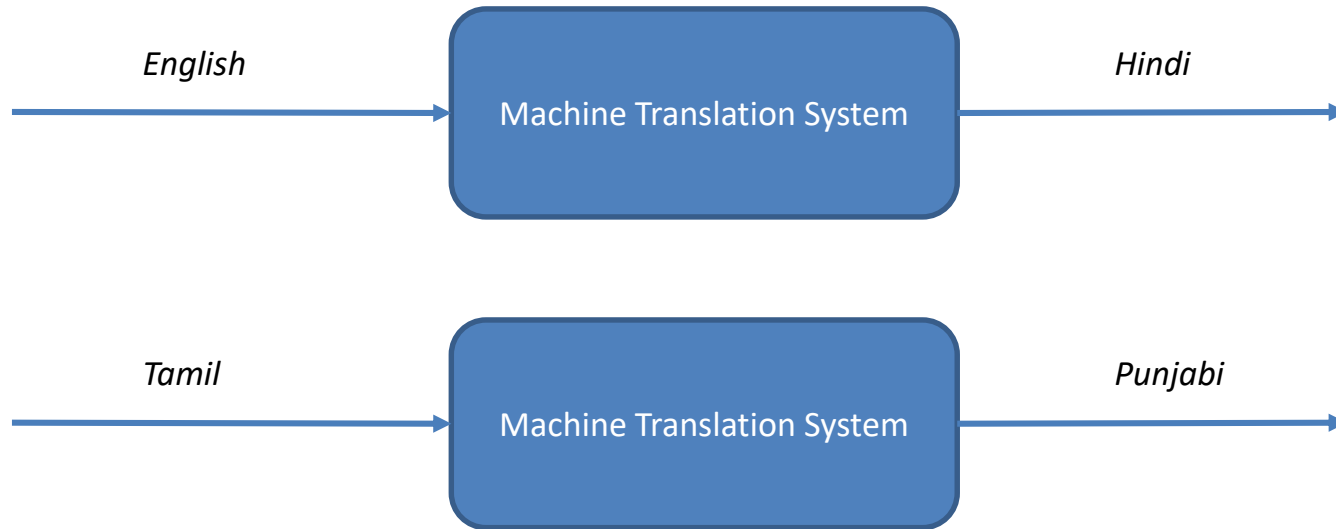 English
Machine Translation System
Hindi
Tamil
Machine Translation System
Punjabi